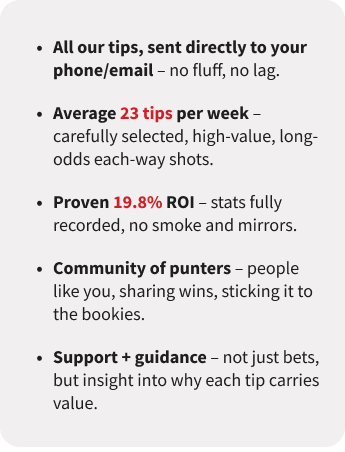 • All our tips, sent directly to your
phone/email – no fluff, no lag.
• Average 23 tips per week –
carefully selected, high-value, long-
odds each-way shots.
• Proven 19.8% ROI – stats fully
recorded, no smoke and mirrors.
• Community of punters – people
like you, sharing wins, sticking it to
the bookies.
• Support + guidance – not just bets,
but insight into why each tip carries
value.